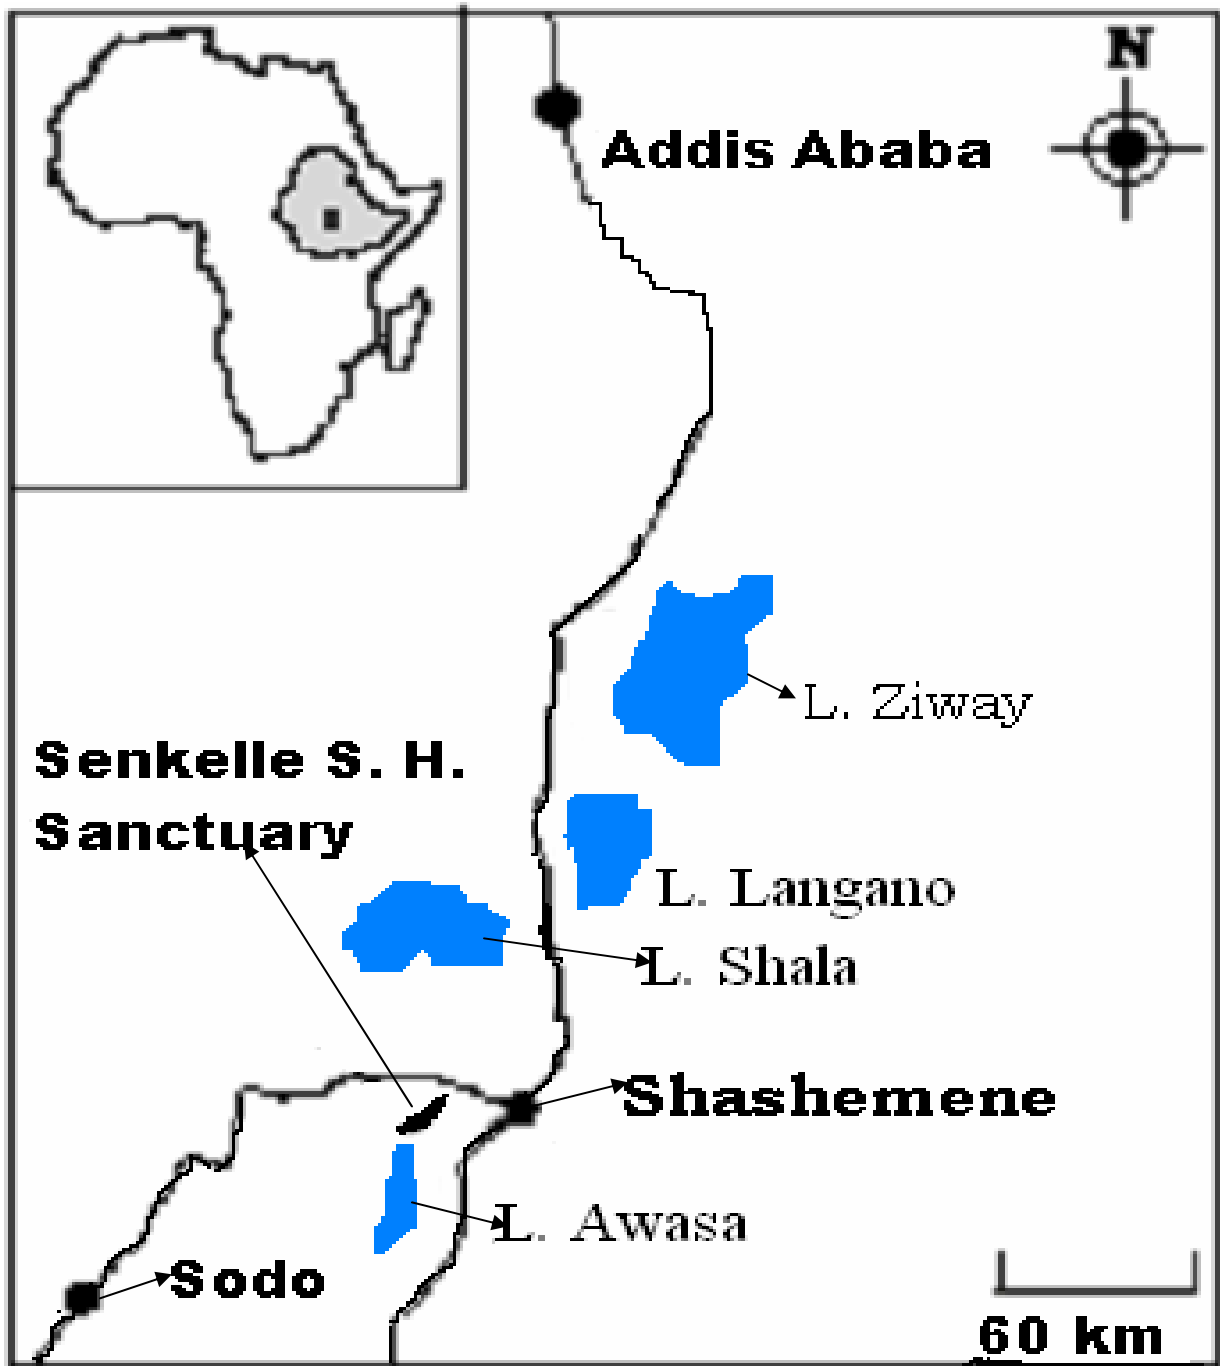 N
Addis Ababa
L. Ziway
Senkelle S. H.
Sanctuary
L. Langano
L. Shala
Shashemene
L. Awasa
Sodo
60 km